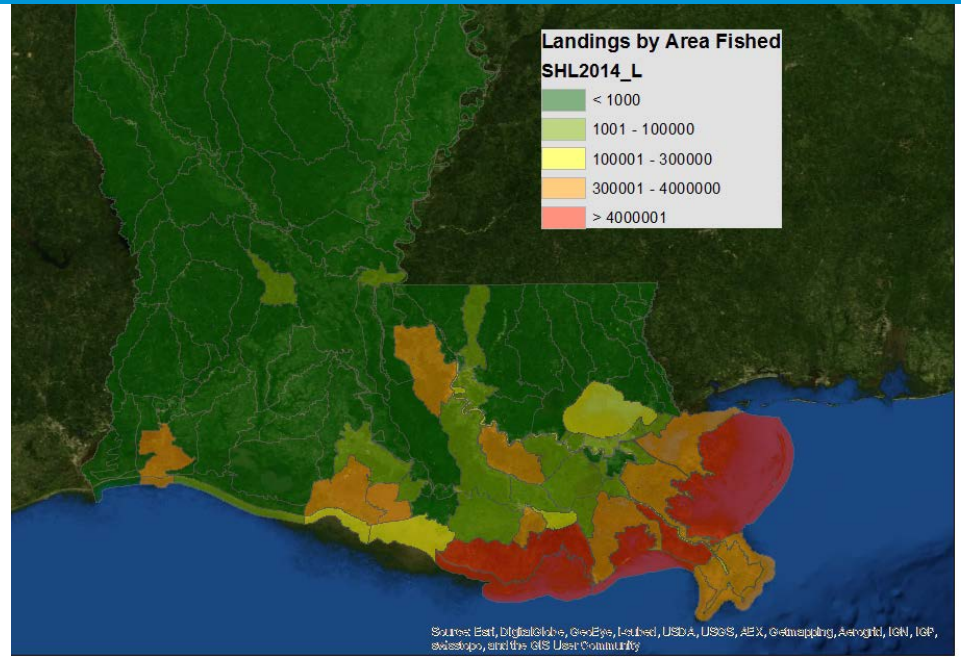 Landings by Area Fished
SHL2014_L
< 1000
1001 - 100000
100001 - 300000
300001 - 4000000
> 4000001
Source: Esri, DigitalGlobe, GeoEye, i-cubed, USDA, USGS, AEX, Getmapping, Aerogrid, IGN, IGP,
swisstopo, and the GIS User Community